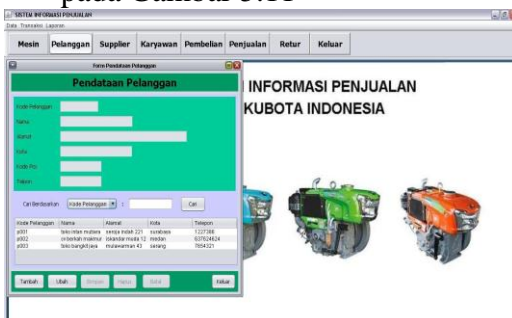 pada Gambar 3.11
SISTEM INFORMASI PENJUALAN
Data Transaksi Laporan
Mesin Pelanggan Supplier Karyawan Pembelian Penjualan Retur Keluar
Form Pendataan Pelanggan
Pendataan Pelanggan
INFORMASI PENJUALAN
KUBOTA INDONESIA
Kode Pelanggan
Nama
Alamat
Kota
Kode Pos
Telepon
Cari Berdasarkan Kode Pelanggan : Cari
Kode Pelanggan Nama Alamat Kota Telepon
p001 toko intan mutiara senga indah 221 surabaya 1237386
p002 cv berkah makmur iskandar muda 12 medan 637824624
p003 toko bangkit jaya mulawarman 43 serang 7654321
Tambah Ubah Simpan Hapus Batal Keluar